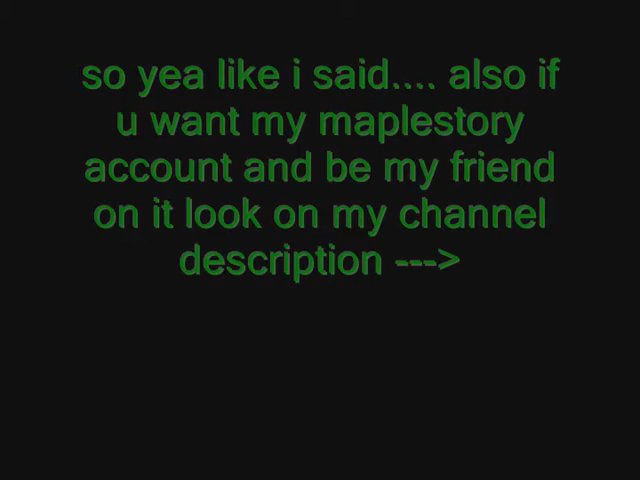 so yea like i said.... also if
u want my maplestory
account and be my friend
on it look on my channel
description --->